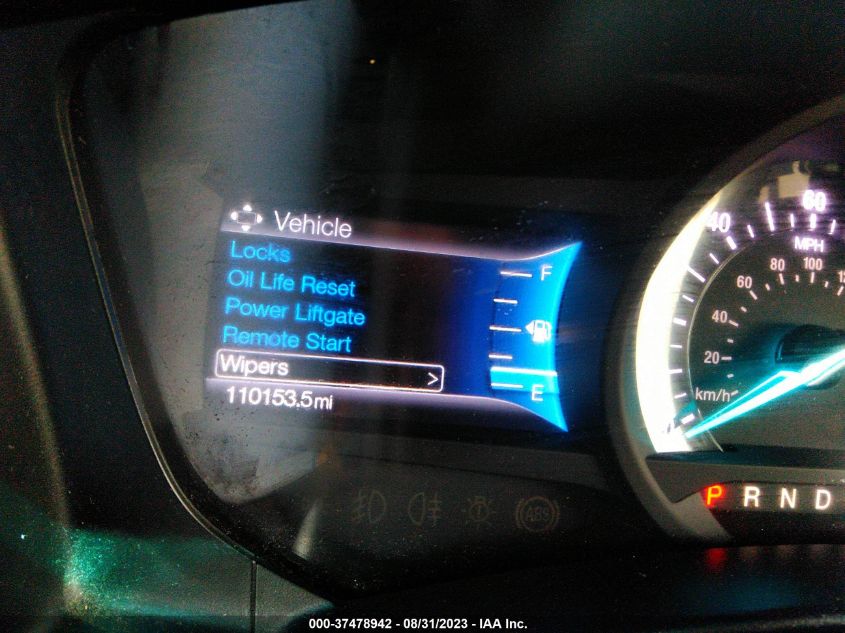 Vehicle
Locks
Oil Life Reset
Power Liftgate
Remote Start
Wipers >
110153.5mi
F
E
40 60
MPH
20 40 60 80 100
km/h
P R N D
ABS
000-37478942 - 08/31/2023 - IAA Inc.